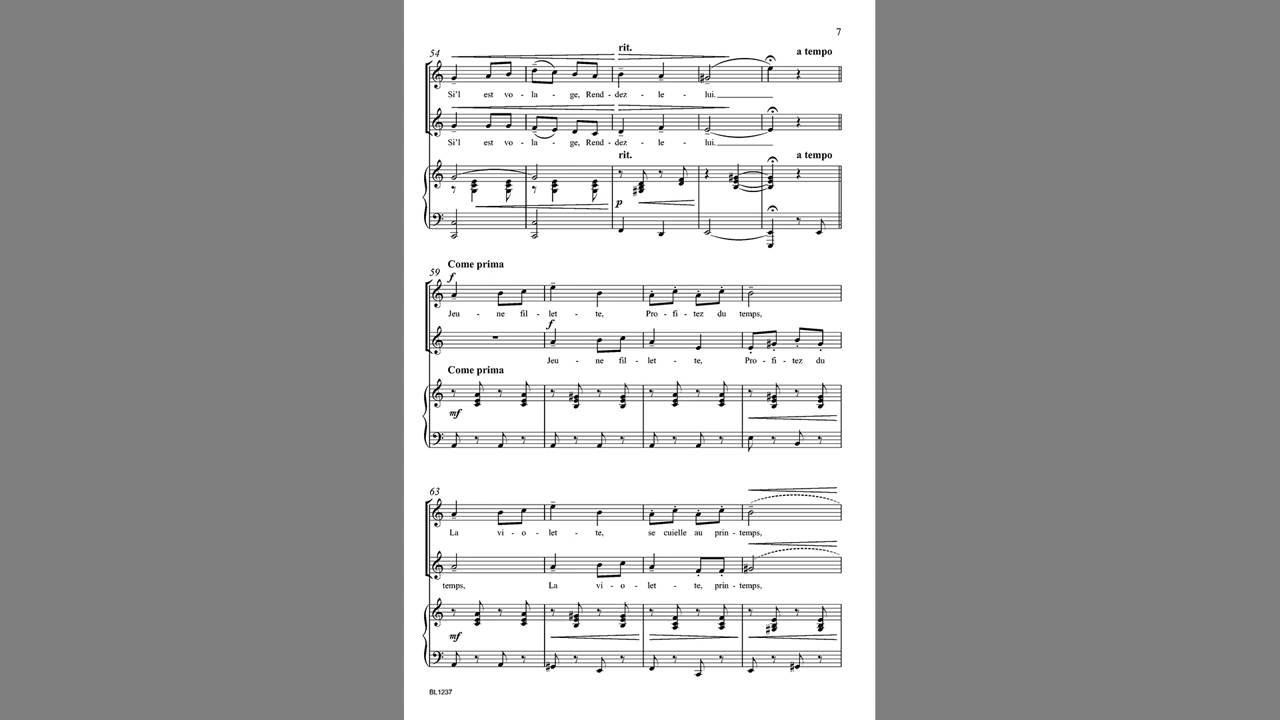 7
54
rit.
a tempo
Si'l est vo - la - ge, Rend - dez - le - lui.
Si'l est vo - la - ge, Rend - dez - le - lui.
rit.
a tempo
p
Come prima
59
f
Jeu - ne fil - let - te, Pro - fi - tez du temps,
f
Jeu - ne fil - let - te, Pro - fi - tez du
Come prima
mf
63
La vi - o - let - te, se cuielle au prin - temps,
temps, La vi - o - let - te, prin - temps,
mf
BL1237